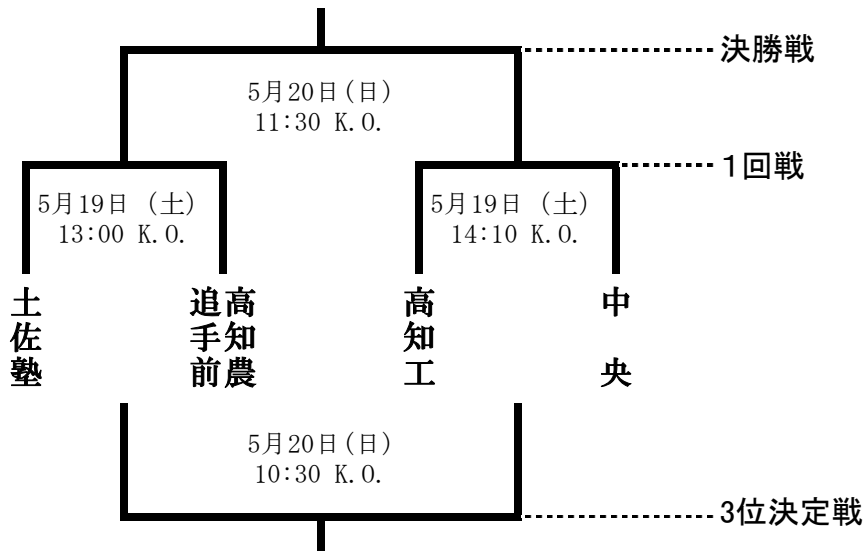 決勝戦
5月20日(日)
11:30 K.O.
1回戦
5月19日 (土)
13:00 K.O.
5月19日 (土)
14:10 K.O.
土佐塾
高知農
追手前
高知工
中央
5月20日(日)
10:30 K.O.
3位決定戦